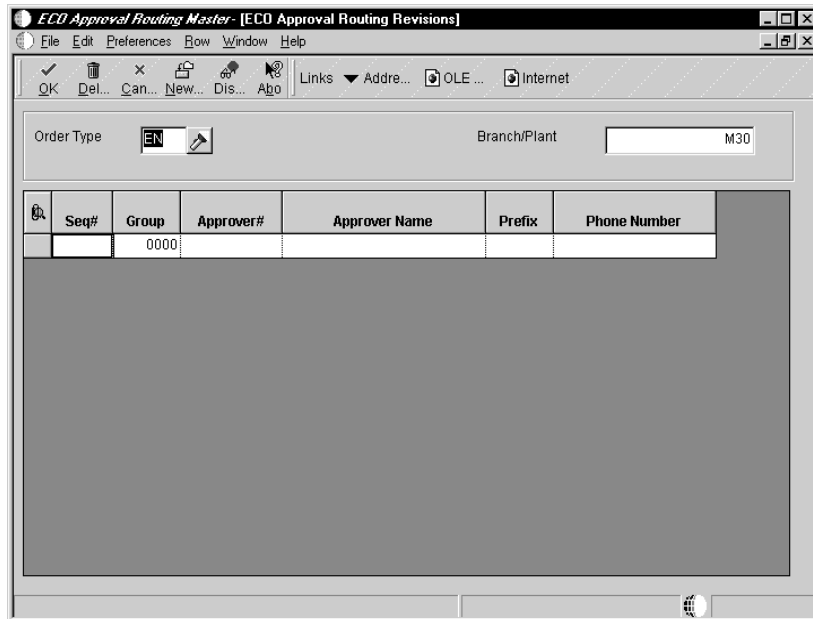 ECO Approval Routing Master - [ECO Approval Routing Revisions]
File Edit Preferences Row Window Help
OK Del... Can... New... Dis... Abo Links Addre... OLE ... Internet
Order Type EN Branch/Plant M30
Seq# Group Approver# Approver Name Prefix Phone Number
0000